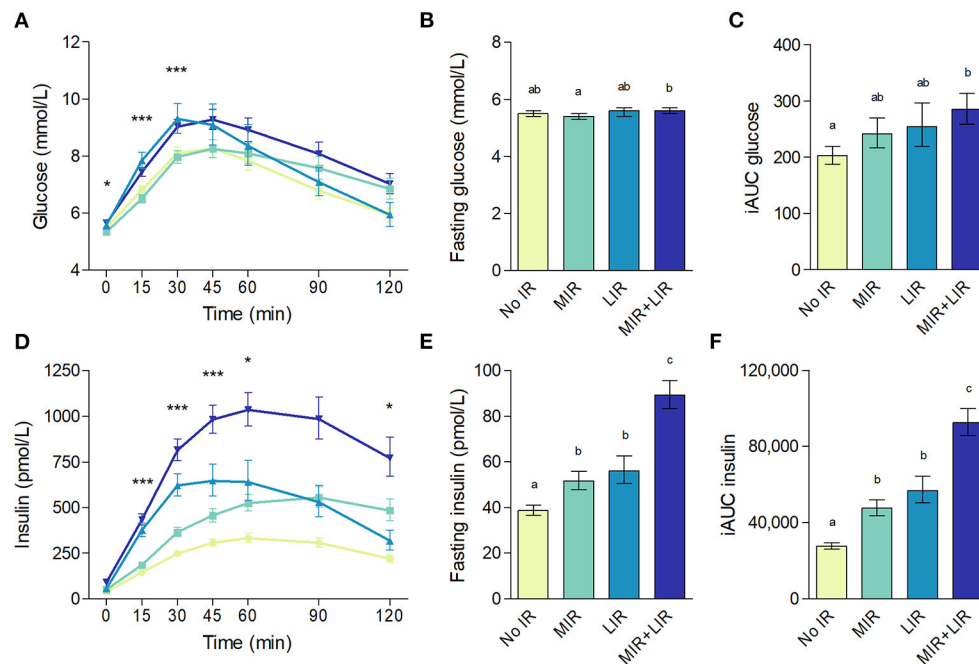 A
Glucose (mmol/L)
12
10
8
6
4
*
***
***
0 15 30 45 60 90 120
Time (min)
B
Fasting glucose (mmol/L)
8
6
4
2
0
ab a ab b
No IR MIR LIR MIR+LIR
C
iAUC glucose
400
300
200
100
0
a ab ab b
No IR MIR LIR MIR+LIR
D
Insulin (pmol/L)
1250
1000
750
500
250
0
***
***
***
*
*
0 15 30 45 60 90 120
Time (min)
E
Fasting insulin (pmol/L)
100
80
60
40
20
0
a b b c
No IR MIR LIR MIR+LIR
F
iAUC insulin
120,000
80,000
40,000
0
a b b c
No IR MIR LIR MIR+LIR